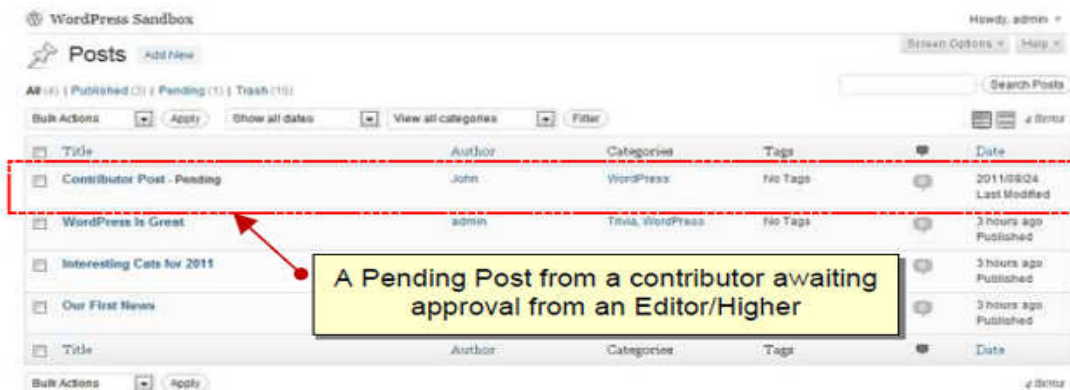 WordPress Sandbox
Howdy, admin
Posts Add New
Screen Options Help
All (4) | Published (3) | Pending (1) | Trash (15)
Search Posts
Bulk Actions Apply Show all dates View all categories Filter 4 items
Title Author Categories Tags Date
Contributor Post - Pending John WordPress No Tags 2011/08/24
Last Modified
WordPress Is Great admin Trivia, WordPress No Tags 3 hours ago
Published
Interesting Cats for 2011 3 hours ago
Published
A Pending Post from a contributor awaiting
approval from an Editor/Higher
Our First News 3 hours ago
Published
Title Author Categories Tags Date
Bulk Actions Apply 4 items